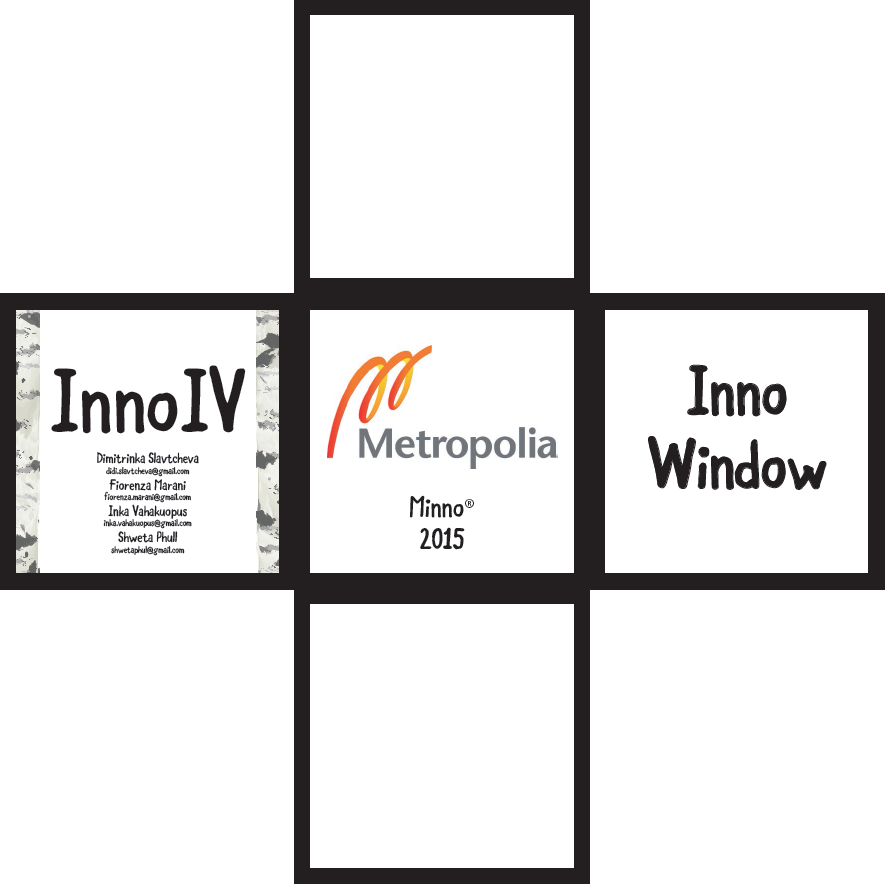 InnoIV
Dimitrinka Slavtcheva
didi.slavtcheva@gmail.com
Fiorenza Marani
fiorenza.marani@gmail.com
Inka Vahakuopus
inka.vahakuopus@gmail.com
Shweta Phull
shwetaphul@gmail.com
Metropolia
Minno®
2015
Inno
Window